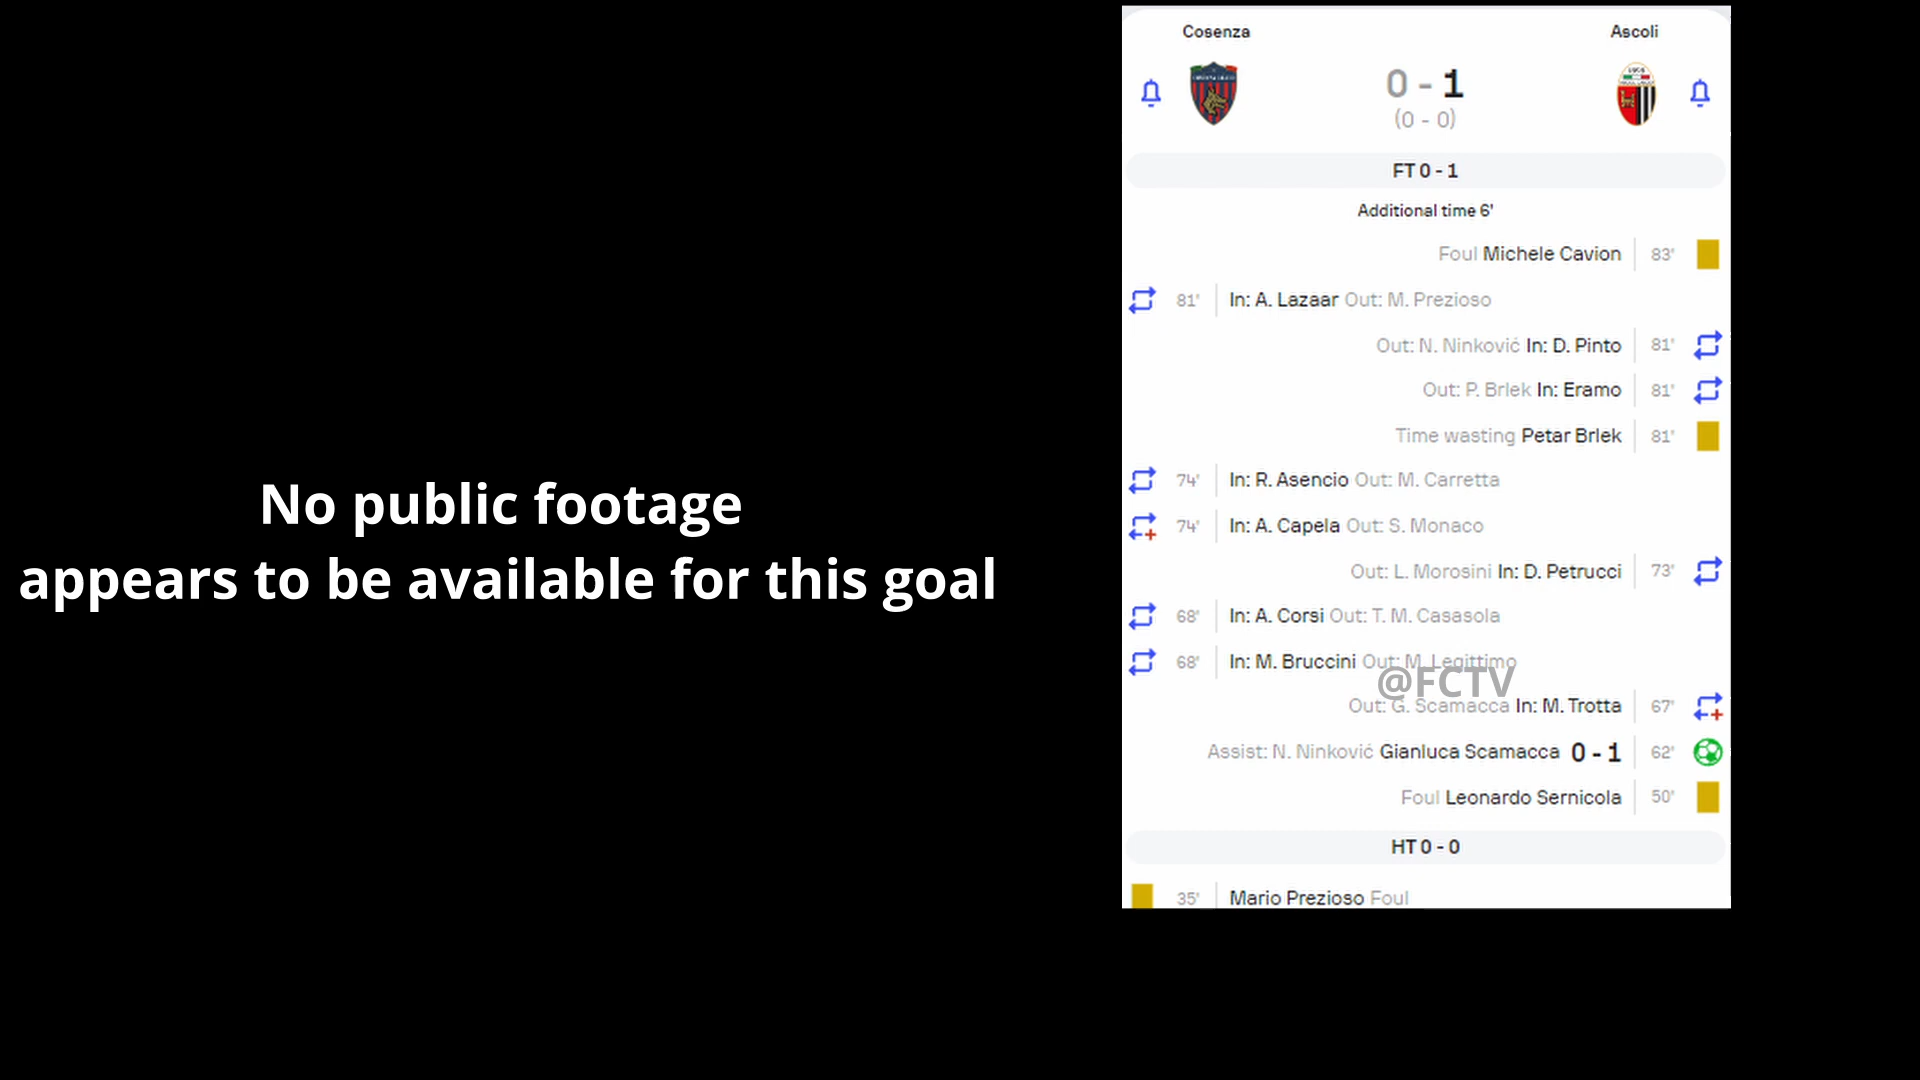 No public footage
appears to be available for this goal
Cosenza
Ascoli
0 - 1
(0 - 0)
FT 0 - 1
Additional time 6'
Foul Michele Cavion 83'
81' In: A. Lazaar Out: M. Prezioso
Out: N. Ninković In: D. Pinto 81'
Out: P. Brlek In: Eramo 81'
Time wasting Petar Brlek 81'
74' In: R. Asencio Out: M. Carretta
74' In: A. Capela Out: S. Monaco
Out: L. Morosini In: D. Petrucci 73'
68' In: A. Corsi Out: T. M. Casasola
68' In: M. Bruccini Out: M. Legittimo
@FCTV
Out: G. Scamacca In: M. Trotta 67'
Assist: N. Ninković Gianluca Scamacca 0 - 1 62'
Foul Leonardo Sernicola 50'
HT 0 - 0
35' Mario Prezioso Foul